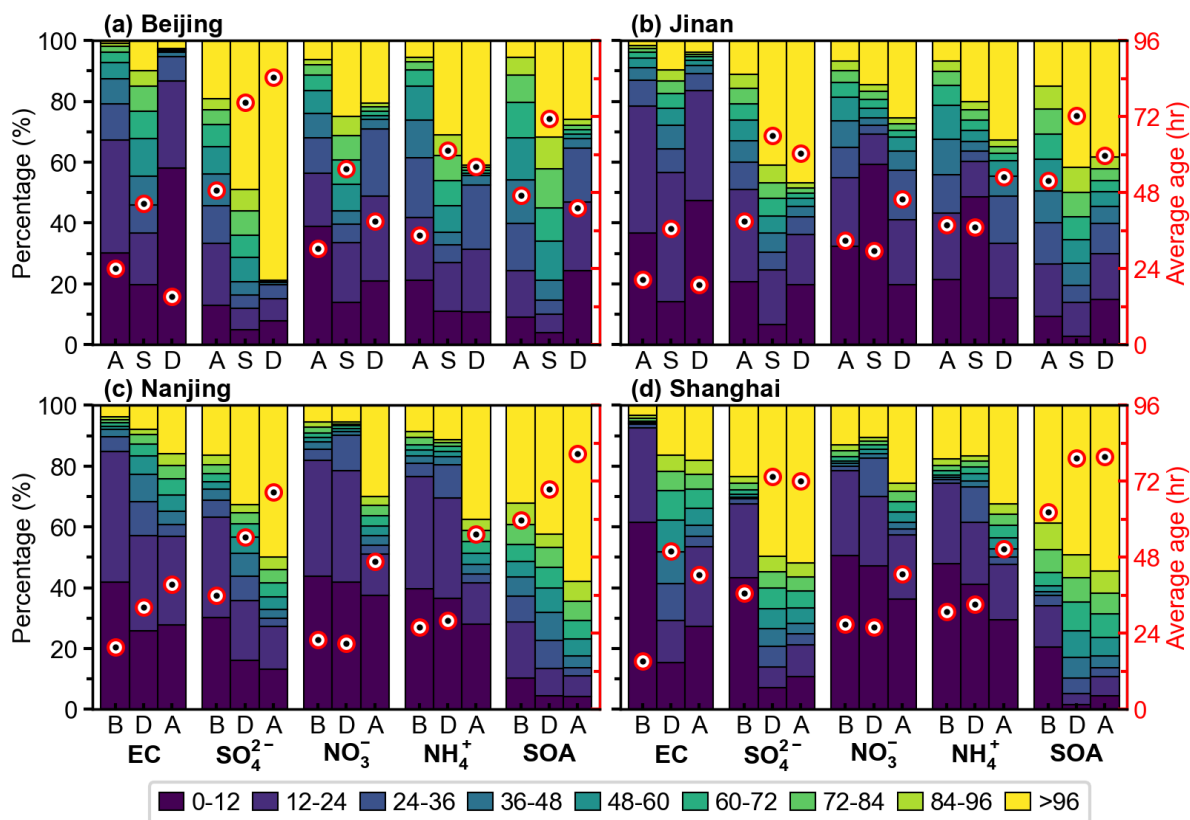 (a) Beijing
(b) Jinan
100
80
60
40
20
0
Percentage (%)
A S D A S D A S D A S D A S D
A S D A S D A S D A S D A S D
96
72
48
24
0
Average age (hr)
(c) Nanjing
(d) Shanghai
100
80
60
40
20
0
Percentage (%)
B D A B D A B D A B D A B D A
B D A B D A B D A B D A B D A
96
72
48
24
0
Average age (hr)
EC SO₄²⁻ NO₃⁻ NH₄⁺ SOA
EC SO₄²⁻ NO₃⁻ NH₄⁺ SOA
0-12 12-24 24-36 36-48 48-60 60-72 72-84 84-96 >96